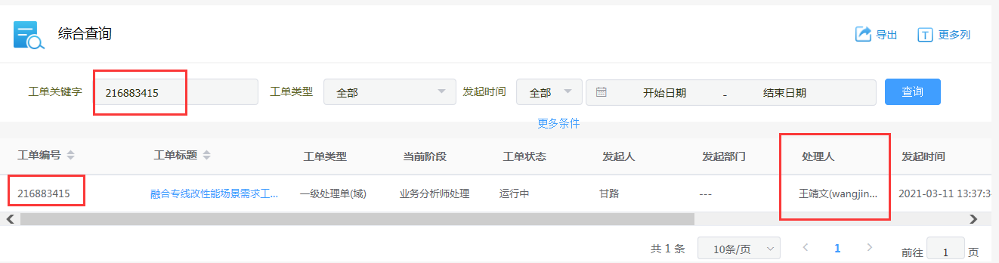 综合查询
导出
更多列
工单关键字 216883415 工单类型 全部 发起时间 全部 开始日期 - 结束日期 查询
更多条件
工单编号 工单标题 工单类型 当前阶段 工单状态 发起人 发起部门 处理人 发起时间
216883415 融合专线改性能场景需求工... 一级处理单(域) 业务分析师处理 运行中 甘路 --- 王靖文(wangjin... 2021-03-11 13:37:3
共 1 条 10条/页 1 前往 1 页